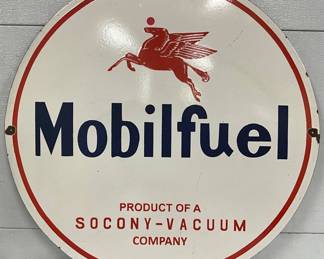 Mobilfuel
PRODUCT OF A
SOCONY-VACUUM
COMPANY